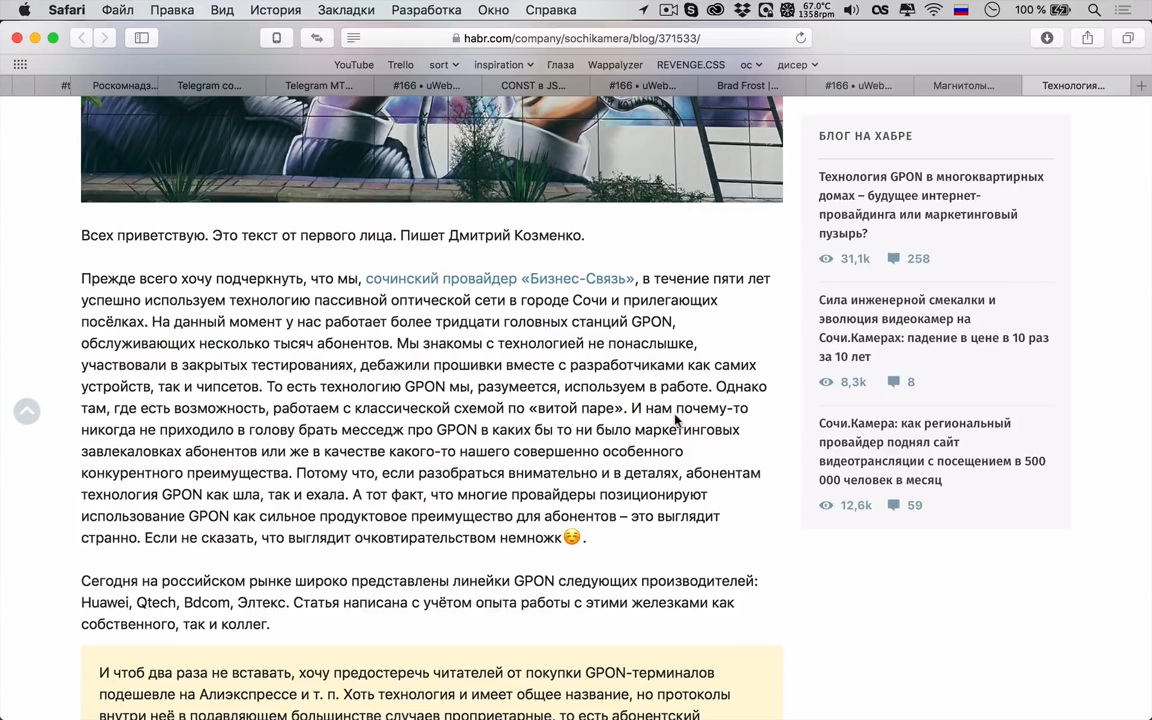 Safari Файл Правка Вид История Закладки Разработка Окно Справка 67.0°C 1358rpm 100 %
habr.com/company/sochikamera/blog/371533/
YouTube Trello sort inspiration Глаза Wappalyzer REVENGE.CSS ос дисер
#t Роскомнадз... Telegram со... Telegram МТ... #166 • uWeb... CONST в JS... #166 • uWeb... Brad Frost |... #166 • uWeb... Магнитолы... Технология...
Всех приветствую. Это текст от первого лица. Пишет Дмитрий Козменко.
Прежде всего хочу подчеркнуть, что мы, сочинский провайдер «Бизнес-Связь», в течение пяти лет
успешно используем технологию пассивной оптической сети в городе Сочи и прилегающих
посёлках. На данный момент у нас работает более тридцати головных станций GPON,
обслуживающих несколько тысяч абонентов. Мы знакомы с технологией не понаслышке,
участвовали в закрытых тестированиях, дебажили прошивки вместе с разработчиками как самих
устройств, так и чипсетов. То есть технологию GPON мы, разумеется, используем в работе. Однако
там, где есть возможность, работаем с классической схемой по «витой паре». И нам почему-то
никогда не приходило в голову брать месседж про GPON в каких бы то ни было маркетинговых
завлекаловках абонентов или же в качестве какого-то нашего совершенно особенного
конкурентного преимущества. Потому что, если разобраться внимательно и в деталях, абонентам
технология GPON как шла, так и ехала. А тот факт, что многие провайдеры позиционируют
использование GPON как сильное продуктовое преимущество для абонентов – это выглядит
странно. Если не сказать, что выглядит очковтирательством немножк☺️.
Сегодня на российском рынке широко представлены линейки GPON следующих производителей:
Huawei, Qtech, Bdcom, Элтекс. Статья написана с учётом опыта работы с этими железками как
собственного, так и коллег.
И чтоб два раза не вставать, хочу предостеречь читателей от покупки GPON-терминалов
подешевле на Алиэкспрессе и т. п. Хоть технология и имеет общее название, но протоколы
внутри неё в подавляющем большинстве случаев проприетарные, то есть абонентский
БЛОГ НА ХАБРЕ
Технология GPON в многоквартирных
домах – будущее интернет-
провайдинга или маркетинговый
пузырь?
31,1k 258
Сила инженерной смекалки и
эволюция видеокамер на
Сочи.Камерах: падение в цене в 10 раз
за 10 лет
8,3k 8
Сочи.Камера: как региональный
провайдер поднял сайт
видеотрансляции с посещением в 500
000 человек в месяц
12,6k 59